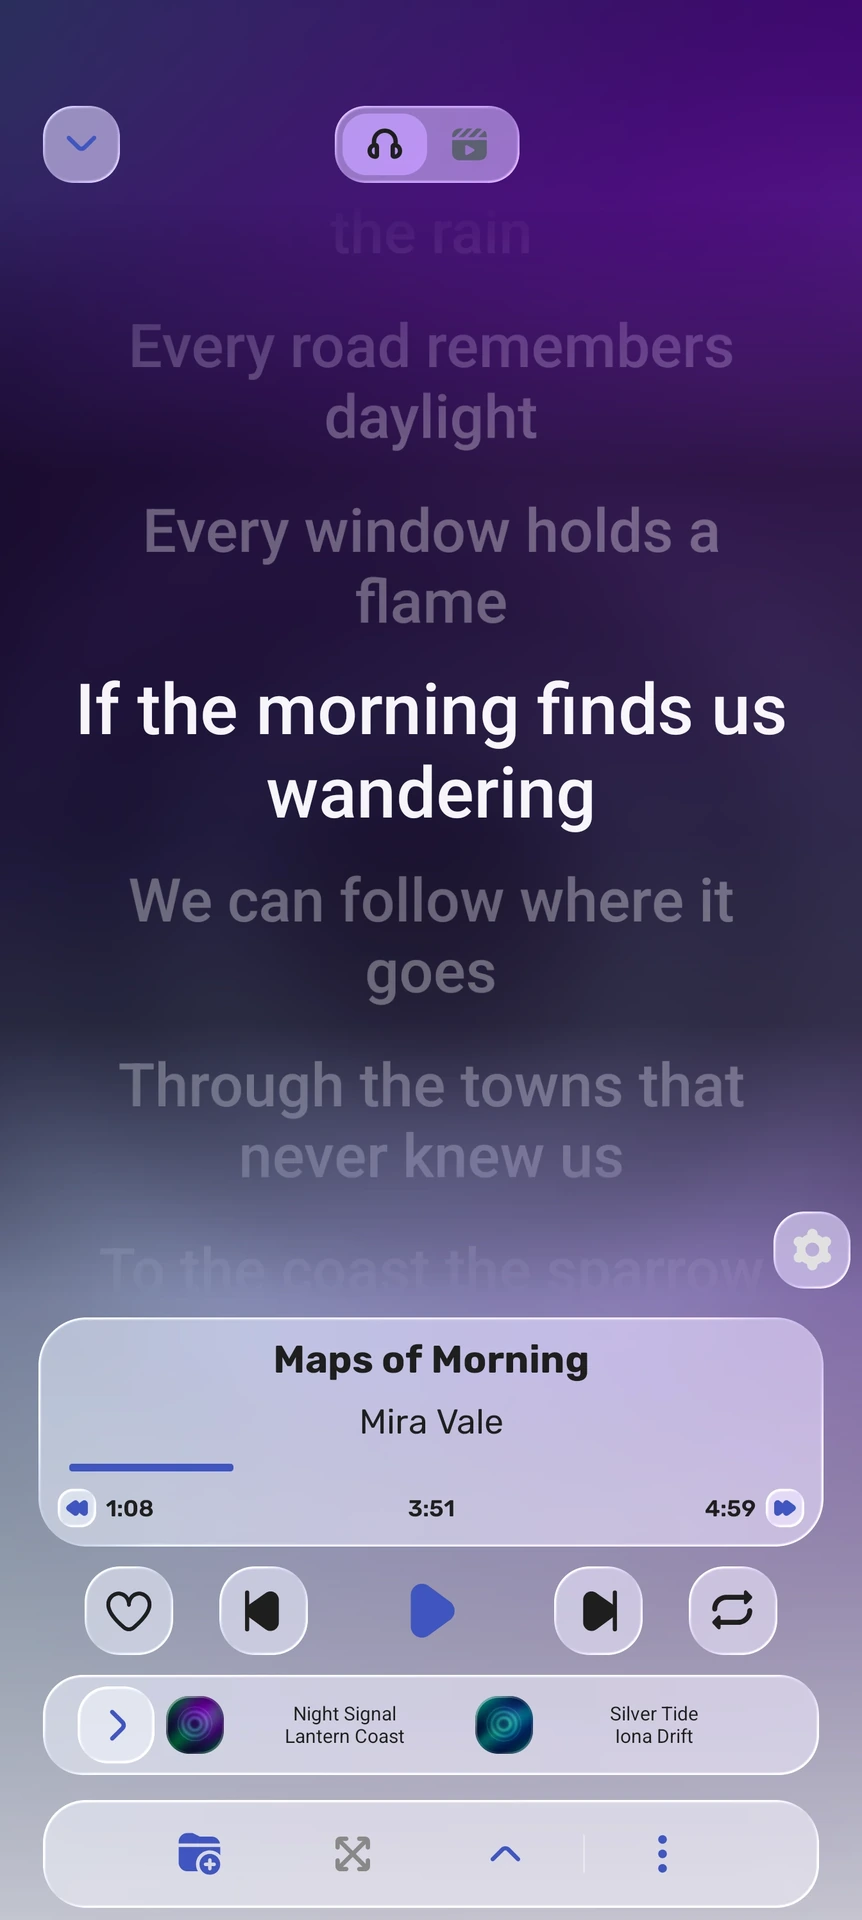 the rain
Every road remembers
daylight
Every window holds a
flame
If the morning finds us
wandering
We can follow where it
goes
Through the towns that
never knew us
To the coast the sparrow
Maps of Morning
Mira Vale
1:08 3:51 4:59
Night Signal
Lantern Coast
Silver Tide
Iona Drift